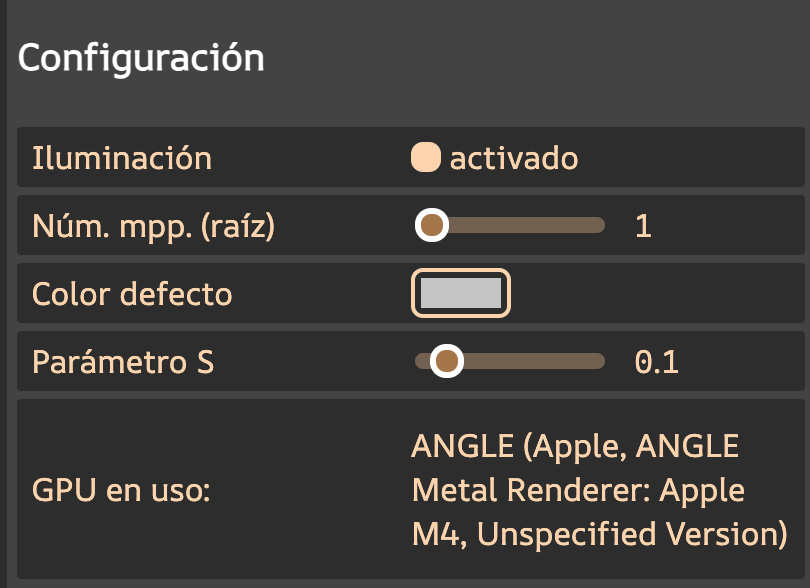 Configuración
Iluminación activado
Núm. mpp. (raíz) 1
Color defecto
Parámetro S 0.1
GPU en uso:
ANGLE (Apple, ANGLE
Metal Renderer: Apple
M4, Unspecified Version)